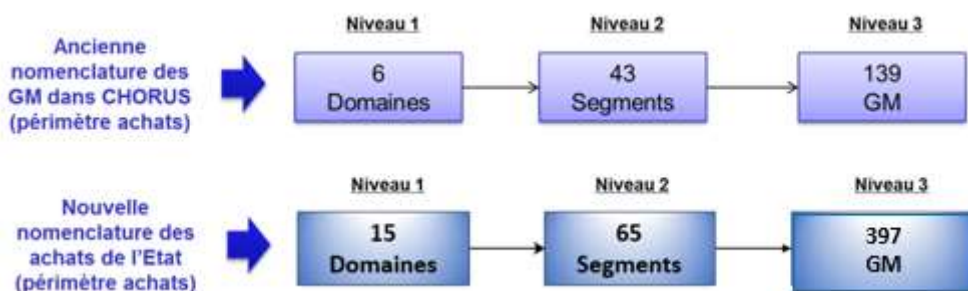 Ancienne
nomenclature des
GM dans CHORUS
(périmètre achats)
Niveau 1
6
Domaines
Niveau 2
43
Segments
Niveau 3
139
GM
Nouvelle
nomenclature des
achats de l'Etat
(périmètre achats)
Niveau 1
15
Domaines
Niveau 2
65
Segments
Niveau 3
397
GM